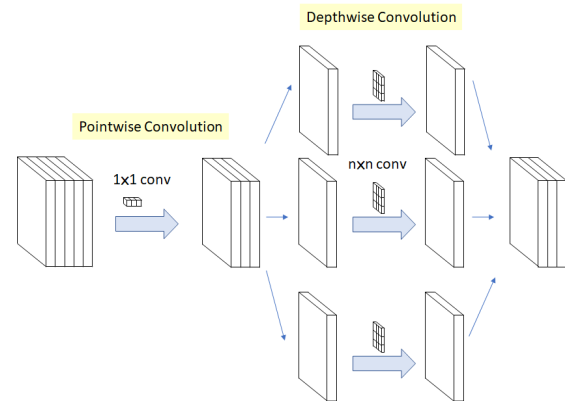 Depthwise Convolution
Pointwise Convolution
1x1 conv
nxn conv